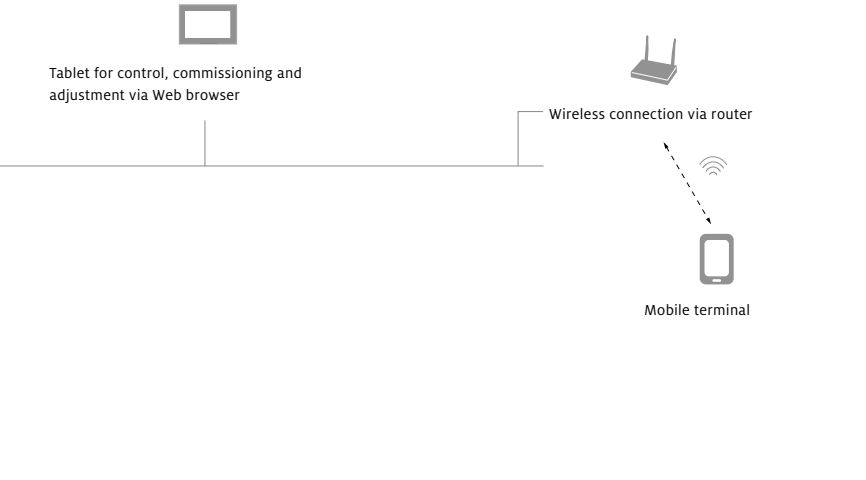 Tablet for control, commissioning and
adjustment via Web browser
Wireless connection via router
Mobile terminal